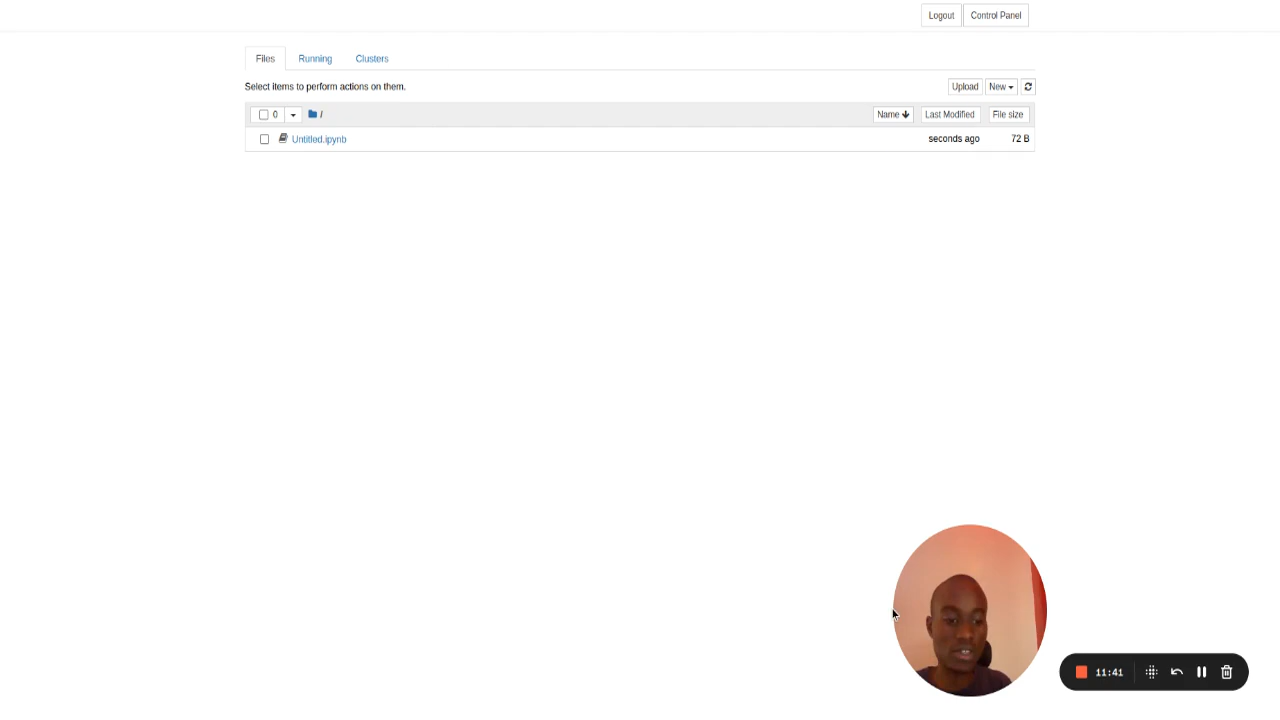 Logout Control Panel
Files Running Clusters
Select items to perform actions on them. Upload New
0 / Name Last Modified File size
Untitled.ipynb seconds ago 72 B
11:41